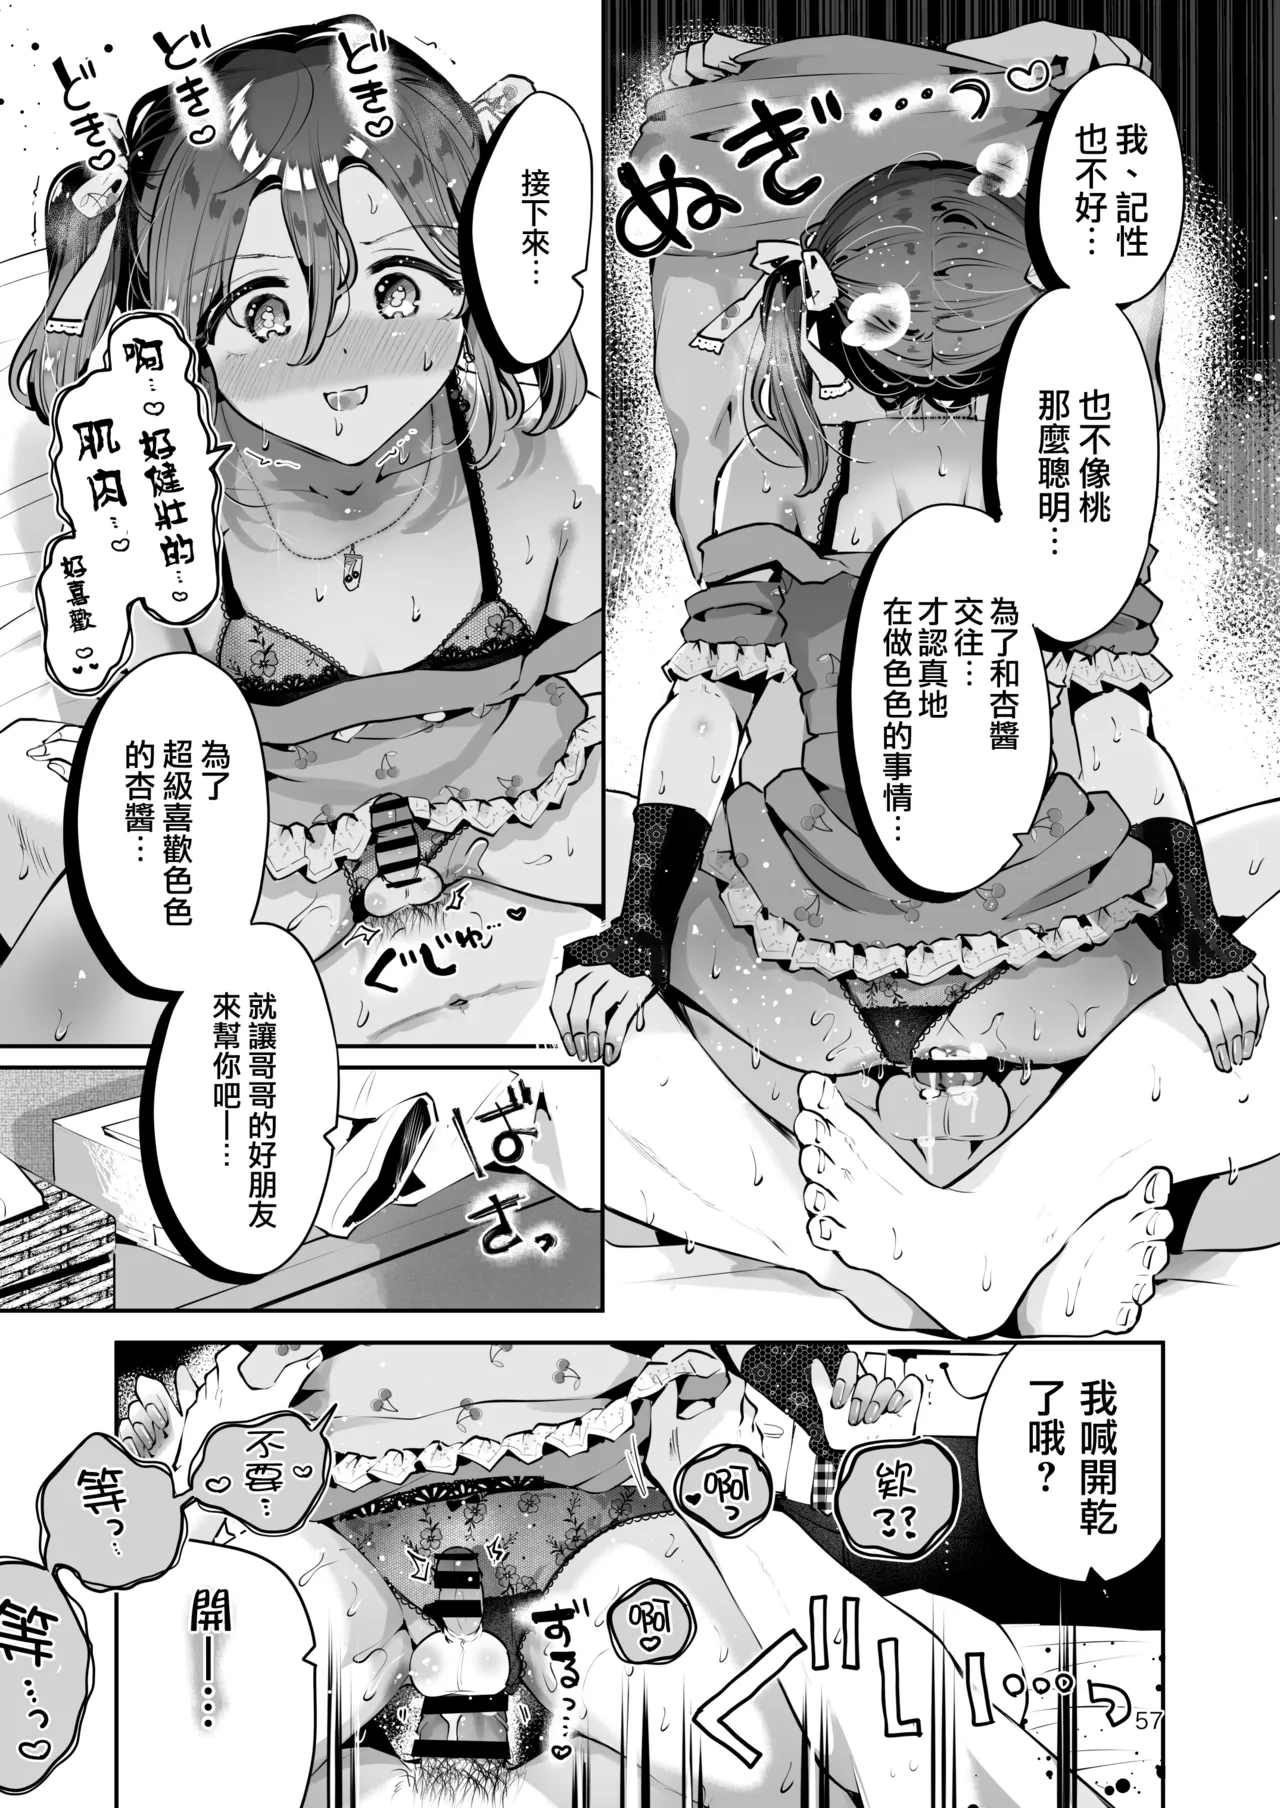 我、記性
也不好…
也不像桃
那麼聰明…
為了和杏醬
交往…
才認真地
在做色色的事情…
ぬぎ…っ♡
接下來…
どき♡
どき♡
どき♡
啊…♡
好健壯的…
肌肉…♡
好喜歡♡♥
為了
超級喜歡色色
的杏醬…
就讓哥哥的好朋友
來幫你吧—…
ぐじゅっ…♡
ばさっ
我喊開乾
了哦?
欸??
啊♡っ
啊♡
不要…♡
等っ…
等っ…♡
開—…
ずるっ…♡
ぐいー…っ
57